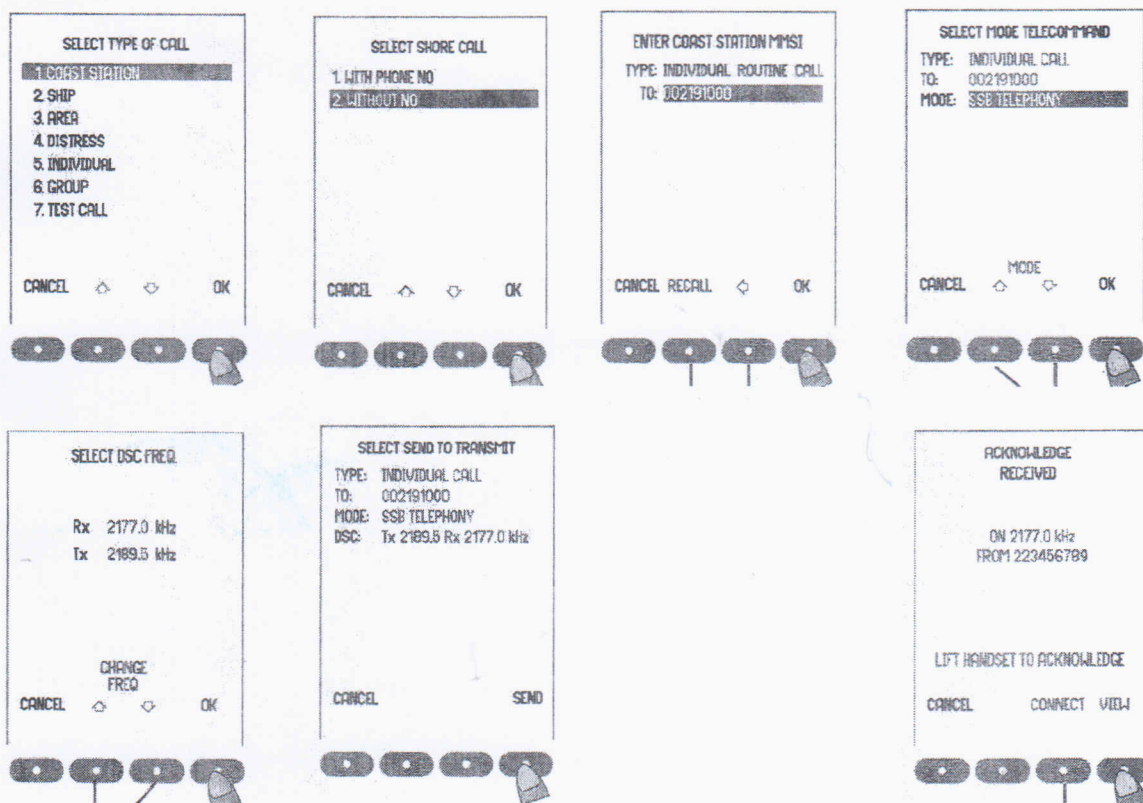 SELECT TYPE OF CALL
1. COAST STATION
2. SHIP
3. AREA
4. DISTRESS
5. INDIVIDUAL
6. GROUP
7. TEST CALL
CANCEL OK
SELECT SHORE CALL
1. WITH PHONE NO
2. WITHOUT NO
CANCEL OK
ENTER COAST STATION MMSI
TYPE: INDIVIDUAL ROUTINE CALL
TO: 002191000
CANCEL RECALL OK
SELECT MODE TELECOMMAND
TYPE: INDIVIDUAL CALL
TO: 002191000
MODE: SSB TELEPHONY
MODE
CANCEL OK
SELECT DSC FREQ.
Rx 2177.0 kHz
Tx 2189.5 kHz
CHANGE
FREQ
CANCEL OK
SELECT SEND TO TRANSMIT
TYPE: INDIVIDUAL CALL
TO: 002191000
MODE: SSB TELEPHONY
DSC: Tx 2189.5 Rx 2177.0 kHz
CANCEL SEND
ACKNOWLEDGE
RECEIVED
ON 2177.0 kHz
FROM 223456789
LIFT HANDSET TO ACKNOWLEDGE
CANCEL CONNECT VIEW